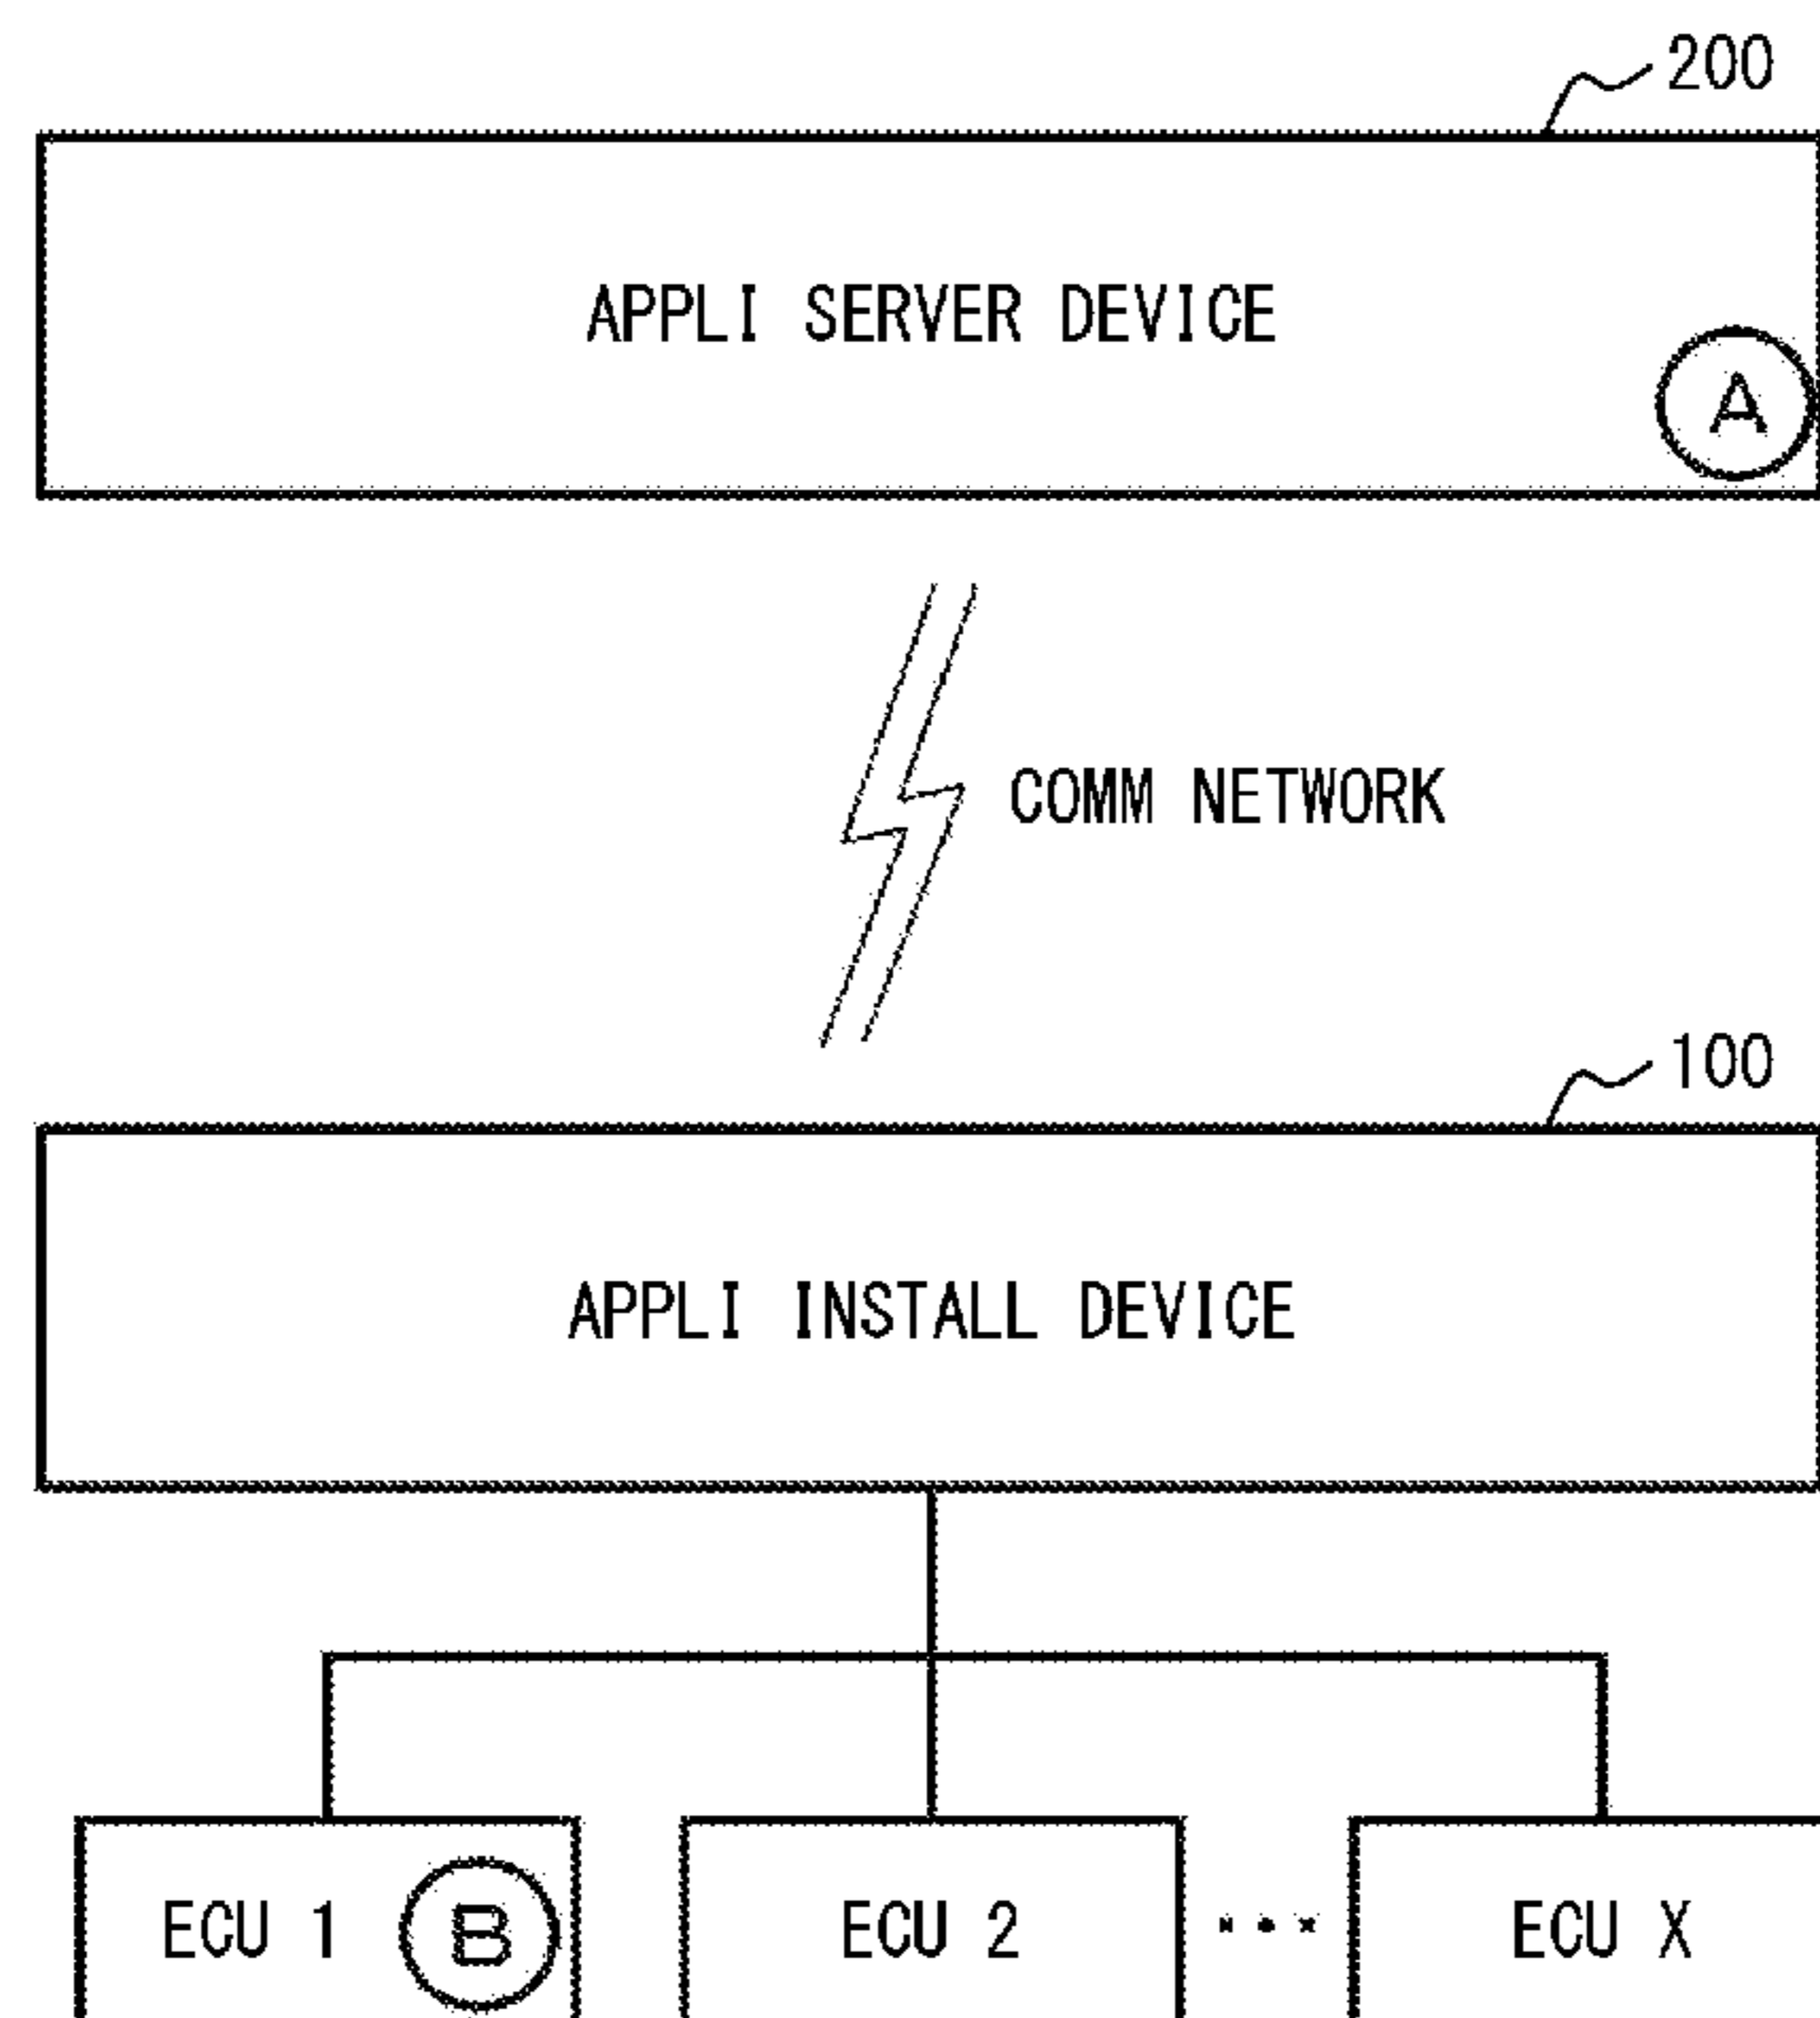 200
APPLI SERVER DEVICE
A
COMM NETWORK
100
APPLI INSTALL DEVICE
ECU 1 B ECU 2 ... ECU X